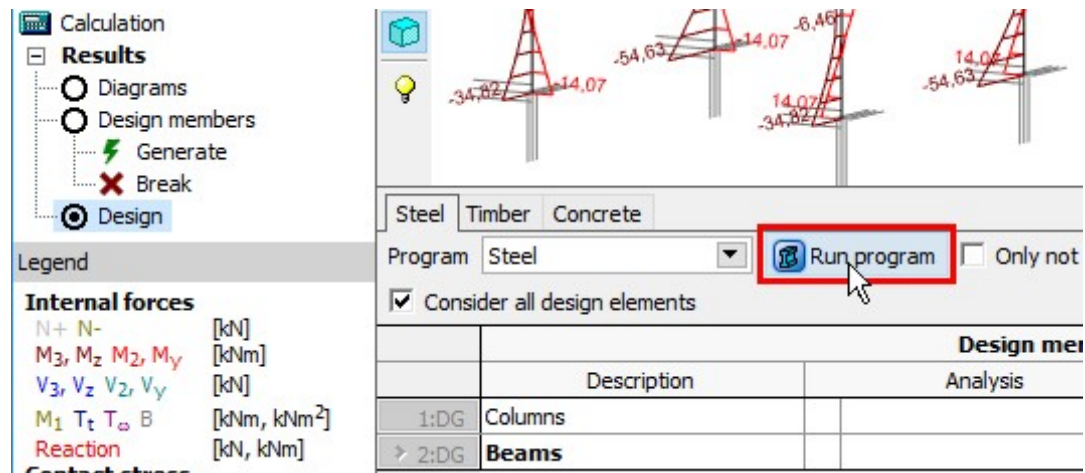 Calculation
Results
Diagrams
Design members
Generate
Break
Design
Legend
Internal forces
N+ N- [kN]
M3, Mz M2, My [kNm]
V3, Vz V2, Vy [kN]
M1 Tt Tω B [kNm, kNm²]
Reaction [kN, kNm]
Contact stress
-34,82 -14,07 -54,63 14,07 -6,46 14,07 -34,82 14,07 -54,63
Steel Timber Concrete
Program Steel Run program Only not
Consider all design elements
Design mem
Description Analysis
1:DG Columns
2:DG Beams